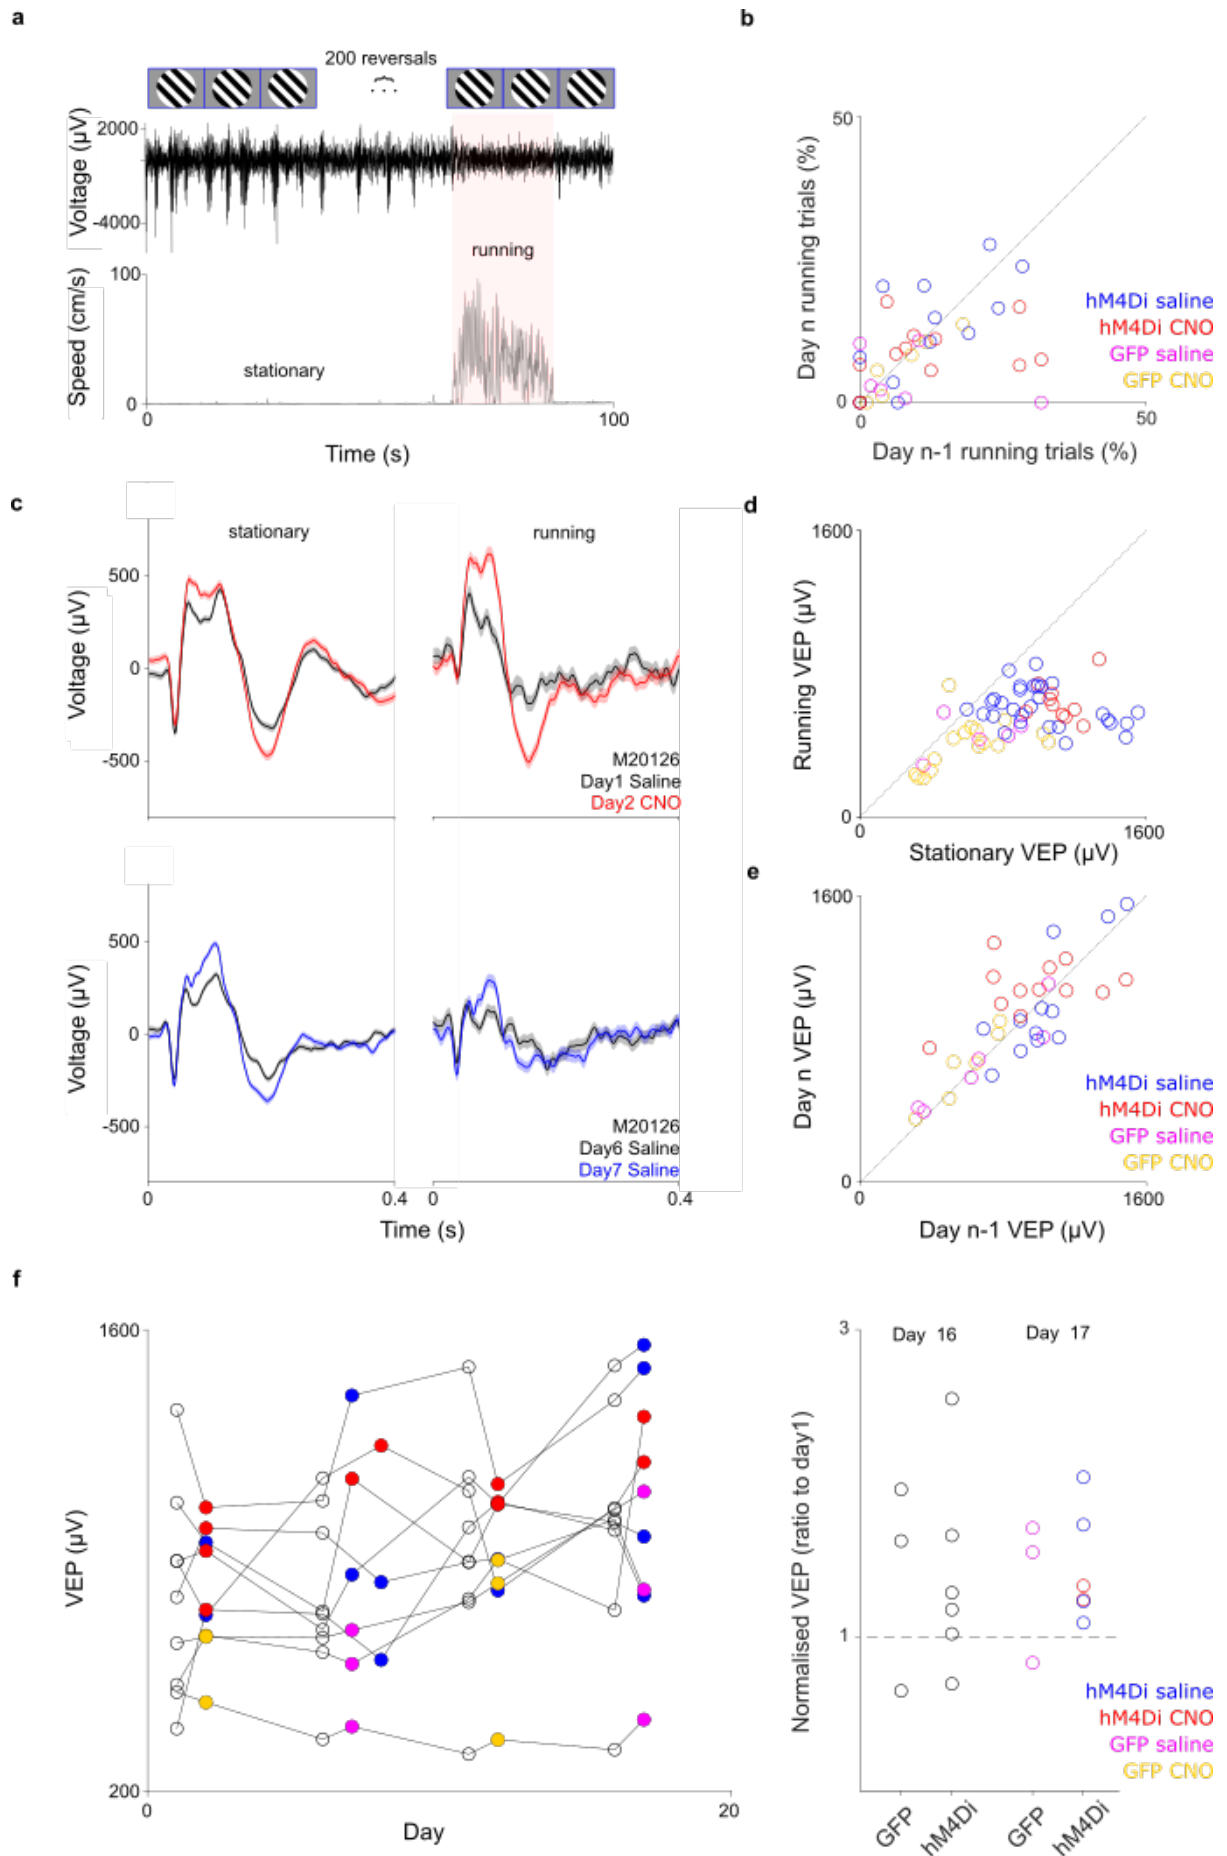 a
200 reversals
Voltage (µV)
2000
-4000
running
Speed (cm/s)
100
stationary
0
0
100
Time (s)
b
Day n running trials (%)
50
hM4Di saline
hM4Di CNO
GFP saline
GFP CNO
0
0
50
Day n-1 running trials (%)
c
stationary
running
Voltage (µV)
500
0
-500
M20126
Day1 Saline
Day2 CNO
Voltage (µV)
500
0
-500
M20126
Day6 Saline
Day7 Saline
0
0.4
0
0.4
Time (s)
d
Running VEP (µV)
1600
0
0
1600
Stationary VEP (µV)
e
Day n VEP (µV)
1600
hM4Di saline
hM4Di CNO
GFP saline
GFP CNO
0
0
1600
Day n-1 VEP (µV)
f
VEP (µV)
1600
200
0
20
Day
Normalised VEP (ratio to day1)
3
Day 16
Day 17
1
hM4Di saline
hM4Di CNO
GFP saline
GFP CNO
GFP
hM4Di
GFP
hM4Di